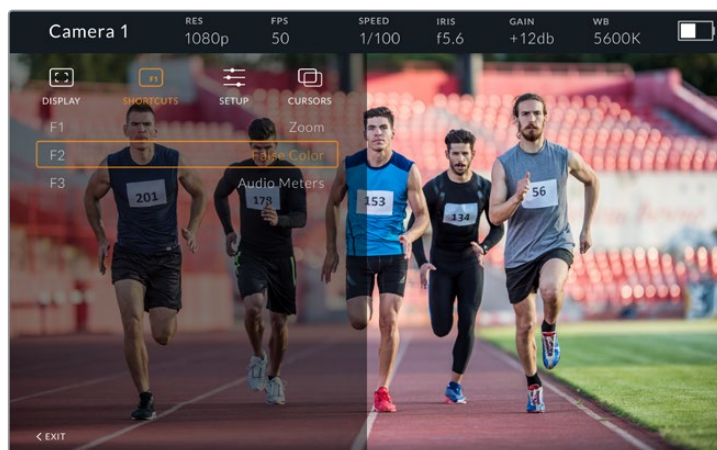 Camera 1
RES
1080p
FPS
50
SPEED
1/100
IRIS
f5.6
GAIN
+12db
WB
5600K
F1
DISPLAY
SHORTCUTS
SETUP
CURSORS
F1 Zoom
F2 False Color
F3 Audio Meters
201
178
153
134
56
< EXIT